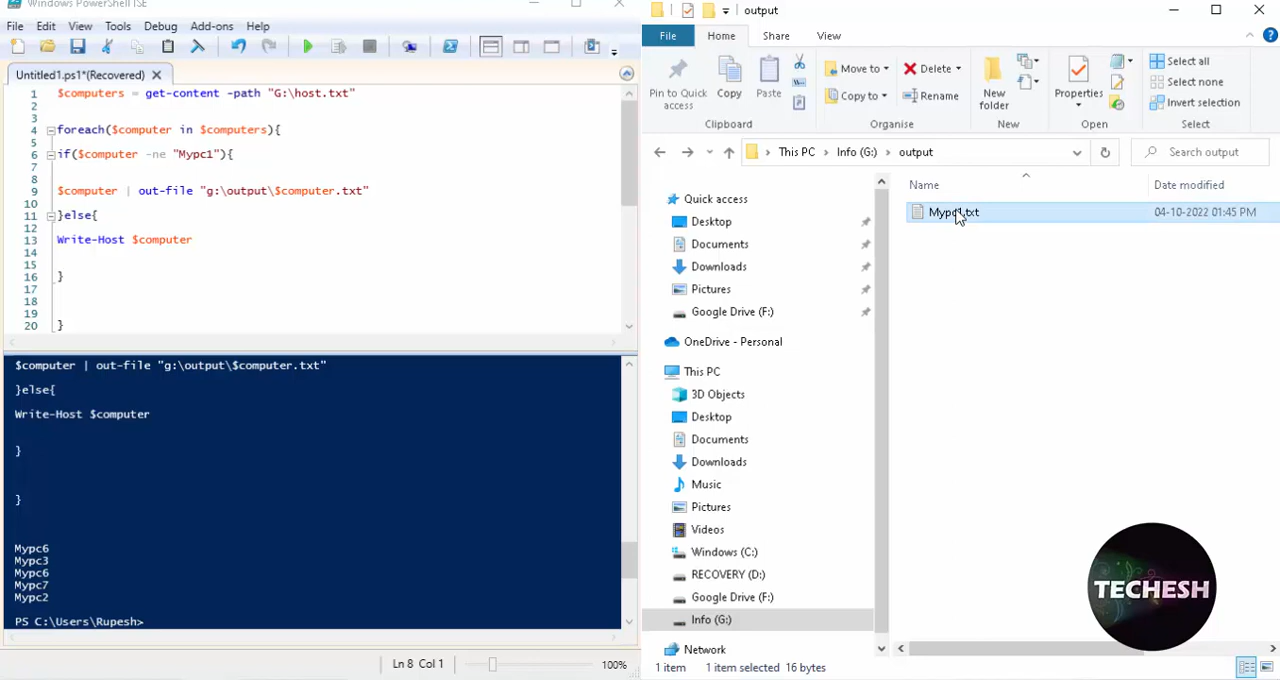 Windows PowerShell ISE
File Edit View Tools Debug Add-ons Help
Untitled1.ps1*(Recovered)
1 $computers = get-content -path "G:\host.txt"
2
3
4 foreach($computer in $computers){
5
6 if($computer -ne "Mypc1"){
7
8
9 $computer | out-file "g:\output\$computer.txt"
10
11 }else{
12
13 Write-Host $computer
14
15
16 }
17
18
19
20 }
$computer | out-file "g:\output\$computer.txt"
}else{
Write-Host $computer
}
}
Mypc6
Mypc3
Mypc6
Mypc7
Mypc2
PS C:\Users\Rupesh>
Ln 8 Col 1 100%
output
File Home Share View
Pin to Quick access
Copy
Paste
Clipboard
Move to
Copy to
Delete
Rename
Organise
New folder
New
Properties
Open
Select all
Select none
Invert selection
Select
This PC Info (G:) output
Search output
Quick access
Desktop
Documents
Downloads
Pictures
Google Drive (F:)
OneDrive - Personal
This PC
3D Objects
Desktop
Documents
Downloads
Music
Pictures
Videos
Windows (C:)
RECOVERY (D:)
Google Drive (F:)
Info (G:)
Network
Name Date modified
Mypc1.txt 04-10-2022 01:45 PM
TECHESH
1 item 1 item selected 16 bytes